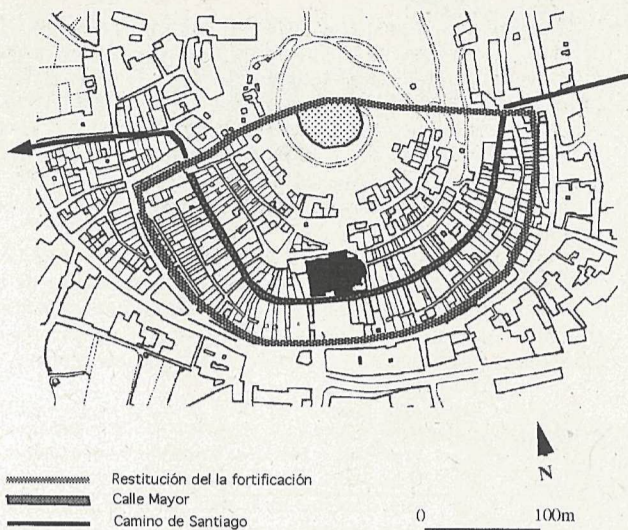 N
Restitución del la fortificación
Calle Mayor
Camino de Santiago
0 100m